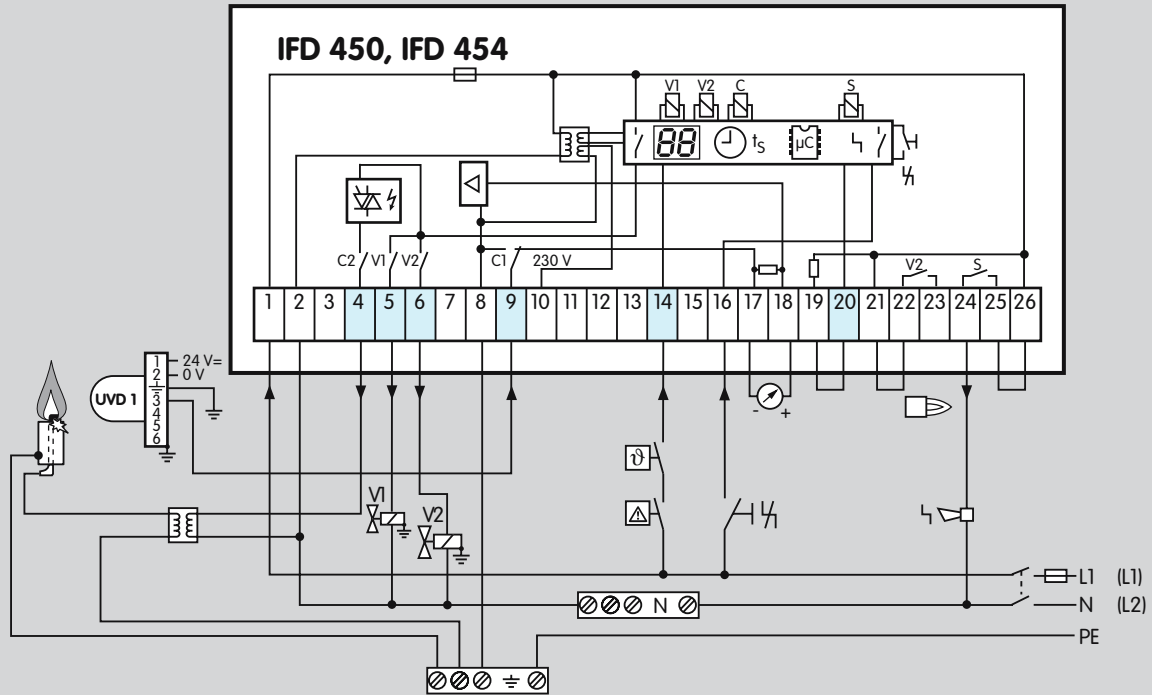 IFD 450, IFD 454
V1 V2 C S
88 tS µC
C2 V1 V2 C1 230 V V2 S
1 2 3 4 5 6 7 8 9 10 11 12 13 14 15 16 17 18 19 20 21 22 23 24 25 26
UVD 1
1 24 V=
2 0 V
3
4
5
6
- +
ϑ
V1
V2
L1 (L1)
N
N (L2)
PE